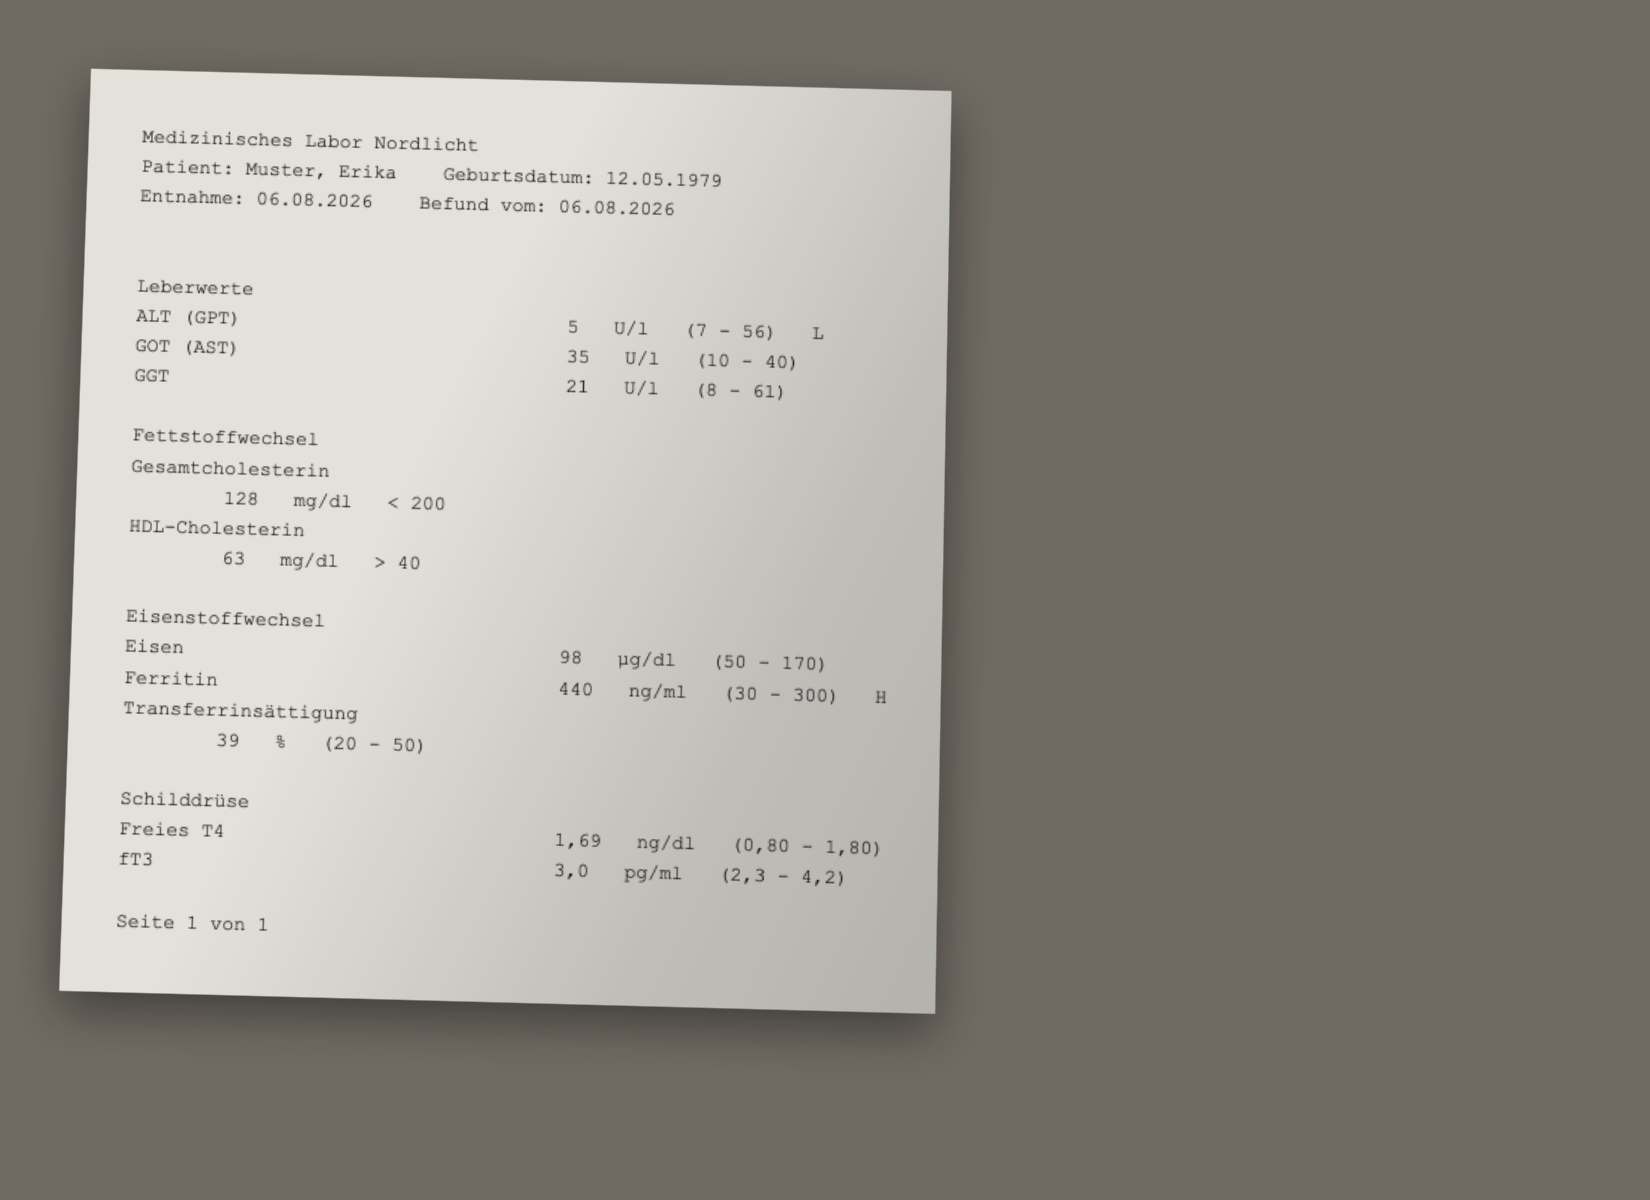 Medizinisches Labor Nordlicht
Patient: Muster, Erika    Geburtsdatum: 12.05.1979
Entnahme: 06.08.2026    Befund vom: 06.08.2026

Leberwerte
ALT (GPT)    5   U/l   (7 - 56)   L
GOT (AST)    35   U/l   (10 - 40)
GGT    21   U/l   (8 - 61)

Fettstoffwechsel
Gesamtcholesterin
128   mg/dl   < 200
HDL-Cholesterin
63   mg/dl   > 40

Eisenstoffwechsel
Eisen    98   µg/dl   (50 - 170)
Ferritin    440   ng/ml   (30 - 300)   H
Transferrinsättigung
39   %   (20 - 50)

Schilddrüse
Freies T4    1,69   ng/dl   (0,80 - 1,80)
fT3    3,0   pg/ml   (2,3 - 4,2)

Seite 1 von 1